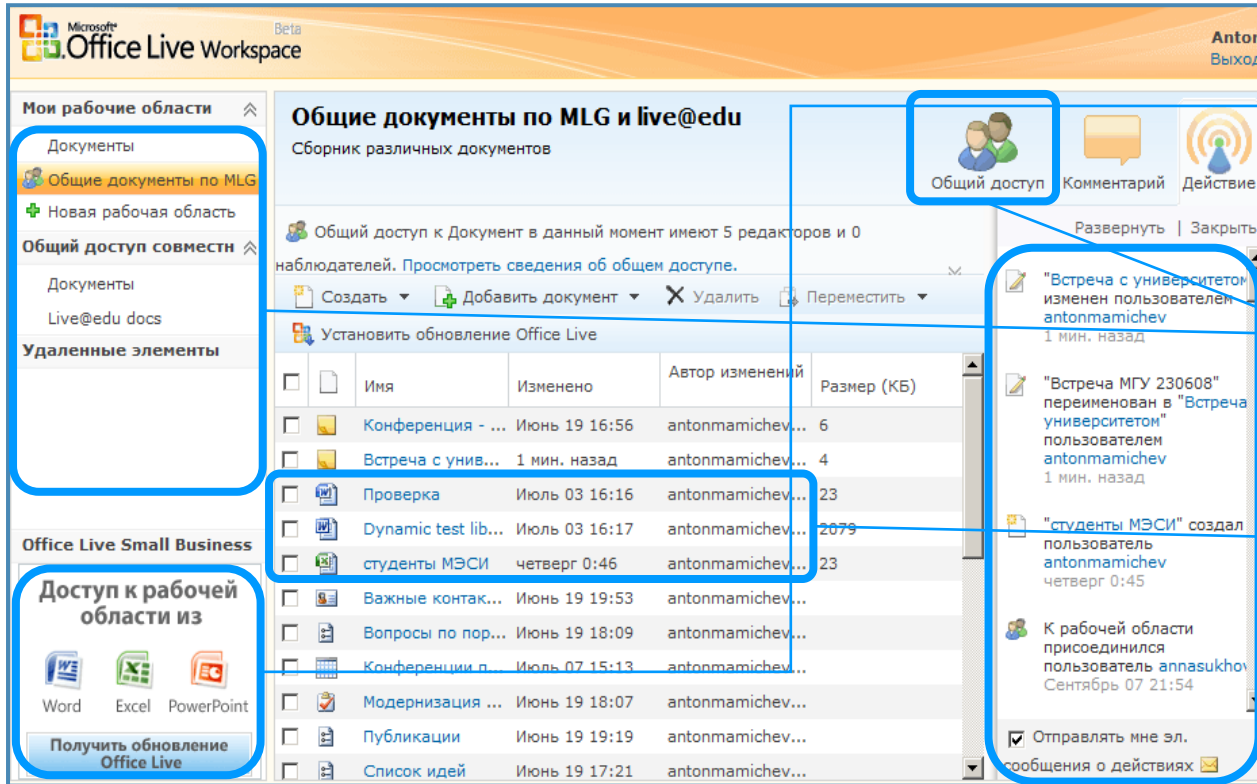 Microsoft®
Office Live Workspace
Beta
Anton
Выход
Мои рабочие области
Документы
Общие документы по MLG
Новая рабочая область
Общий доступ совместн
Документы
Live@edu docs
Удаленные элементы
Office Live Small Business
Доступ к рабочей
области из
Word Excel PowerPoint
Получить обновление
Office Live
Общие документы по MLG и live@edu
Сборник различных документов
Общий доступ
Комментарий
Действие
Общий доступ к Документ в данный момент имеют 5 редакторов и 0
наблюдателей. Просмотреть сведения об общем доступе.
Создать Добавить документ Удалить Переместить
Установить обновление Office Live
Имя Изменено Автор изменений Размер (КБ)
Конференция - ... Июнь 19 16:56 antonmamichev... 6
Встреча с унив... 1 мин. назад antonmamichev... 4
Проверка Июль 03 16:16 antonmamichev... 23
Dynamic test lib... Июль 03 16:17 antonmamichev... 2079
студенты МЭСИ четверг 0:46 antonmamichev... 23
Важные контак... Июнь 19 19:53 antonmamichev...
Вопросы по пор... Июнь 19 18:09 antonmamichev...
Конференции п... Июль 07 15:13 antonmamichev...
Модернизация ... Июнь 19 18:07 antonmamichev...
Публикации Июнь 19 19:19 antonmamichev...
Список идей Июнь 19 17:21 antonmamichev...
Развернуть | Закрыть
"Встреча с университетом
изменен пользователем
antonmamichev
1 мин. назад
"Встреча МГУ 230608"
переименован в "Встреча
университетом"
пользователем
antonmamichev
1 мин. назад
"студенты МЭСИ" создал
пользователь
antonmamichev
четверг 0:45
К рабочей области
присоединился
пользователь annasukhov
Сентябрь 07 21:54
Отправлять мне эл.
сообщения о действиях